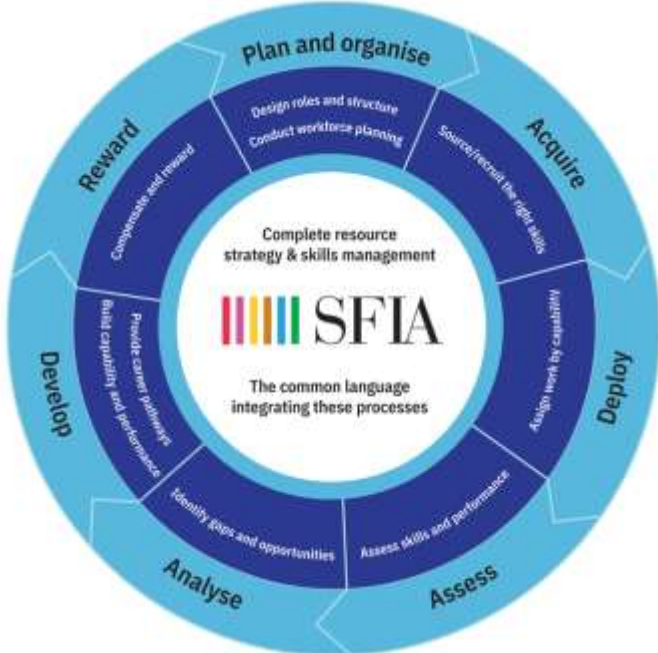 Plan and organise
Design roles and structure
Conduct workforce planning
Acquire
Source/recruit the right skills
Deploy
Assign work by capability
Assess
Assess skills and performance
Analyse
Identify gaps and opportunities
Develop
Provide career pathways
Build capability and performance
Reward
Compensate and reward
Complete resource
strategy & skills management
SFIA
The common language
integrating these processes